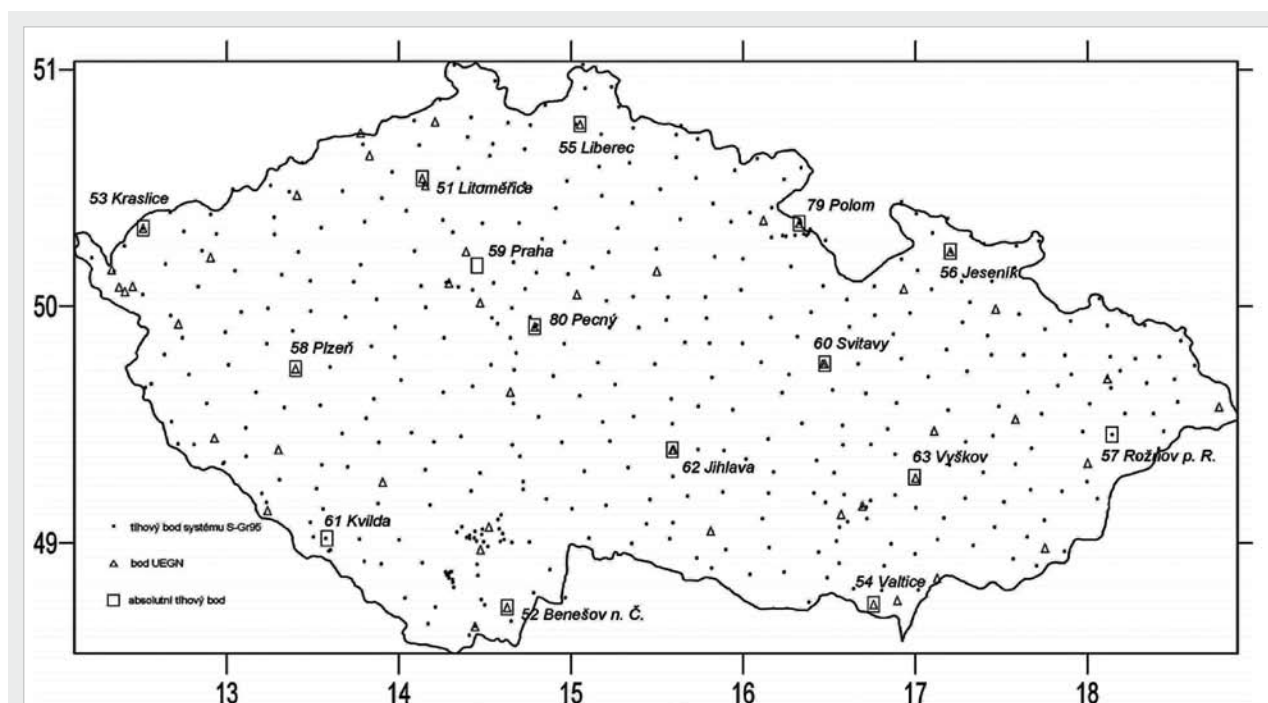 51
55 Liberec
51 Litoměřice
53 Kraslice
79 Polom
59 Praha
56 Jeseník
50
80 Pecný
58 Plzeň
60 Svitavy
57 Rožnov p. R.
63 Vyškov
62 Jihlava
61 Kvilda
tíhový bod systému S-Gr95
49
bod UEGN
54 Valtice
absolutní tíhový bod
52 Benešov n. Č.
13 14 15 16 17 18